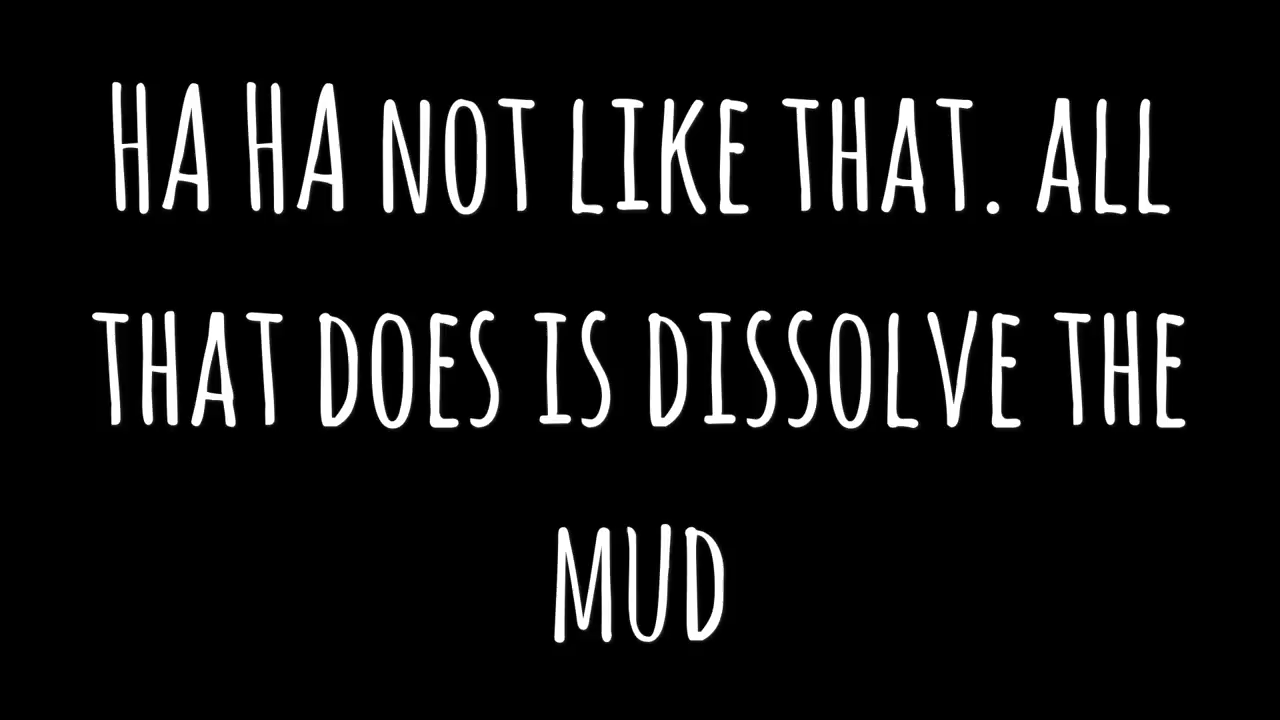 HA HA NOT LIKE THAT. ALL
THAT DOES IS DISSOLVE THE
MUD